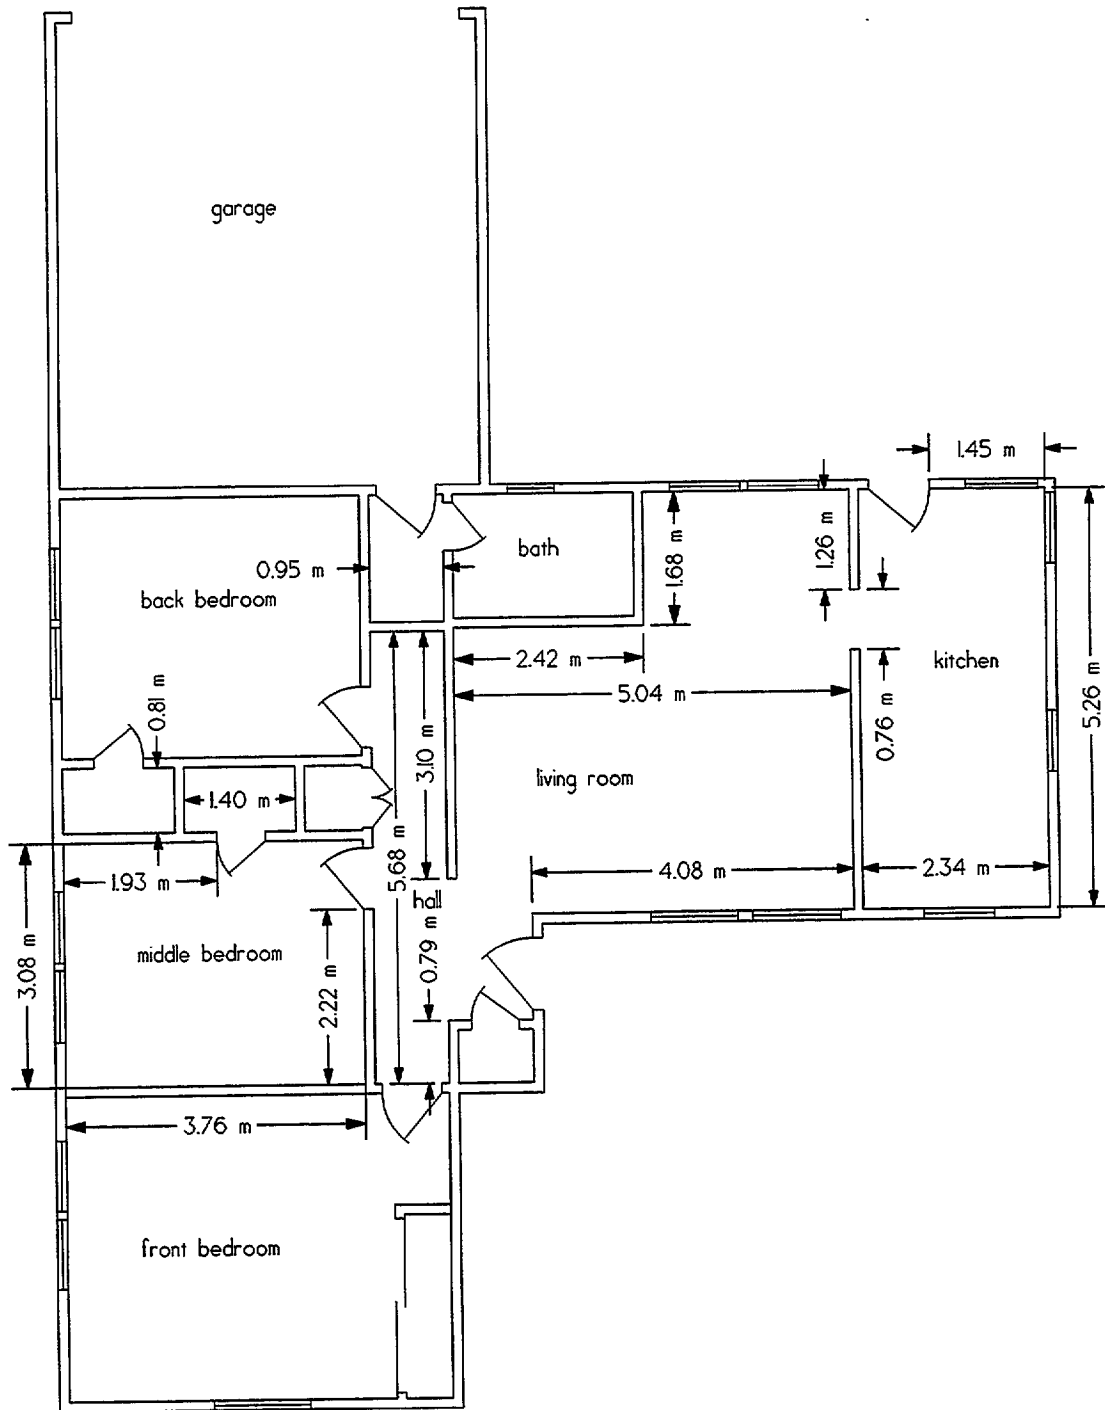 garage
1.45 m
1.26 m
bath
1.68 m
0.95 m
back bedroom
2.42 m
kitchen
5.04 m
5.26 m
0.81 m
0.76 m
3.10 m
living room
1.40 m
5.68 m
4.08 m
2.34 m
1.93 m
hall
middle bedroom
0.79 m
3.08 m
2.22 m
3.76 m
front bedroom